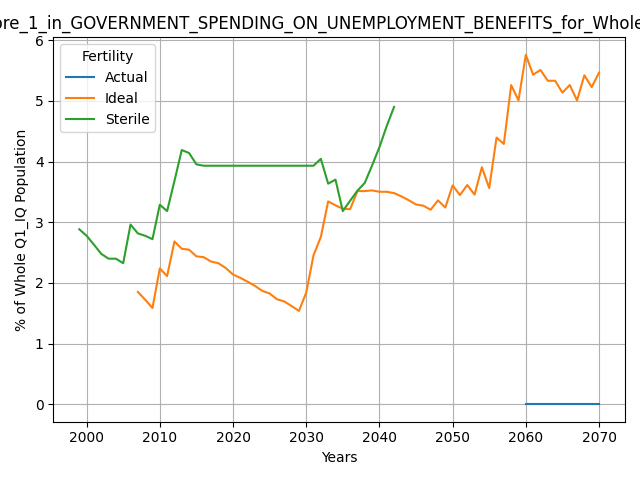 ore_1_in_GOVERNMENT_SPENDING_ON_UNEMPLOYMENT_BENEFITS_for_Whole
Fertility
Actual
Ideal
Sterile
% of Whole Q1_IQ Population
6
5
4
3
2
1
0
2000 2010 2020 2030 2040 2050 2060 2070
Years